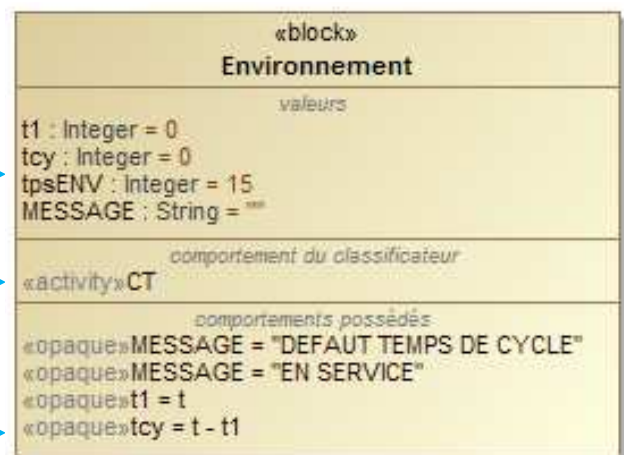 «block»
Environnement
valeurs
t1 : Integer = 0
tcy : Integer = 0
tpsENV : Integer = 15
MESSAGE : String = ""
comportement du classificateur
«activity»CT
comportements possédés
«opaque»MESSAGE = "DEFAUT TEMPS DE CYCLE"
«opaque»MESSAGE = "EN SERVICE"
«opaque»t1 = t
«opaque»tcy = t - t1